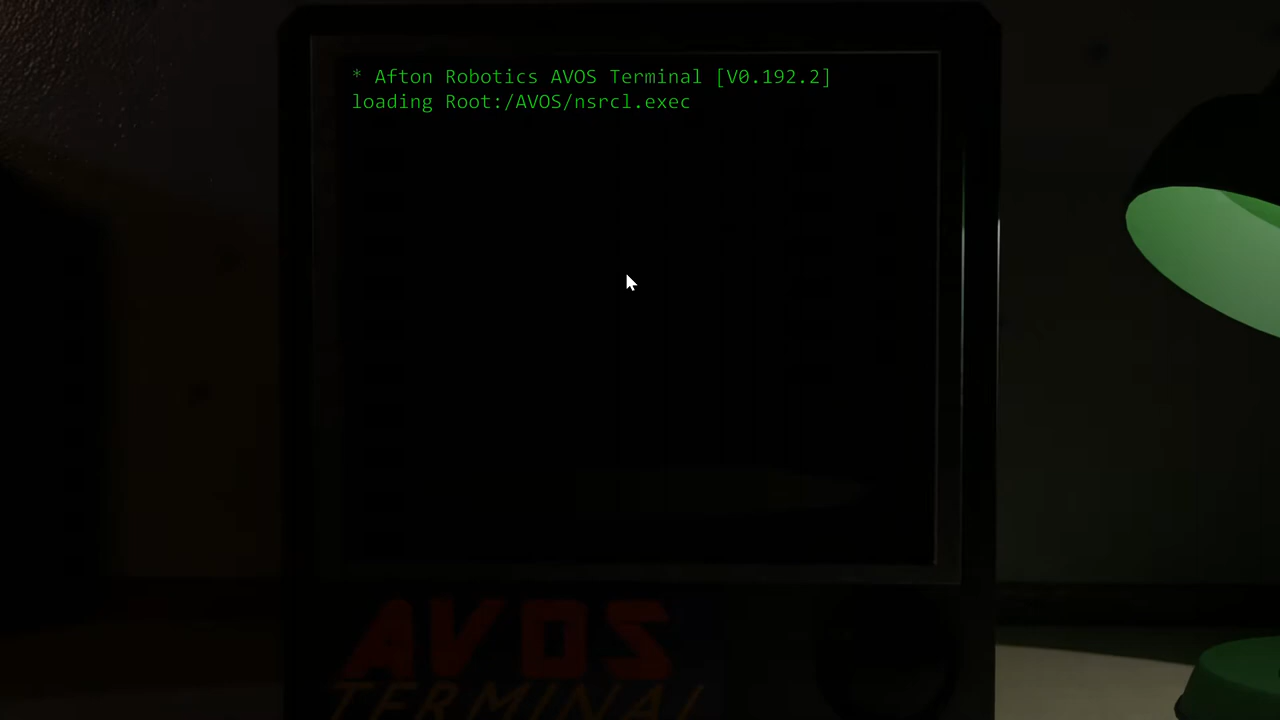 * Afton Robotics AVOS Terminal [V0.192.2]
loading Root:/AVOS/nsrcl.exec
AVOS
TERMINAL